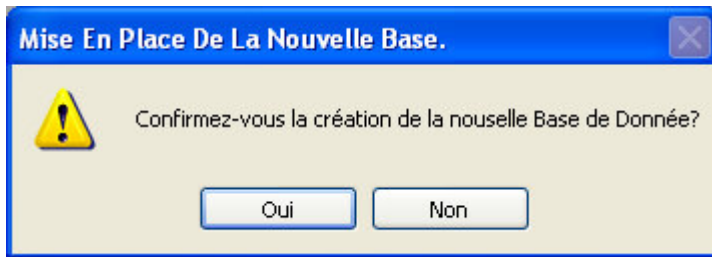 Mise En Place De La Nouvelle Base.
Confirmez-vous la création de la nouselle Base de Donnée?
Oui
Non